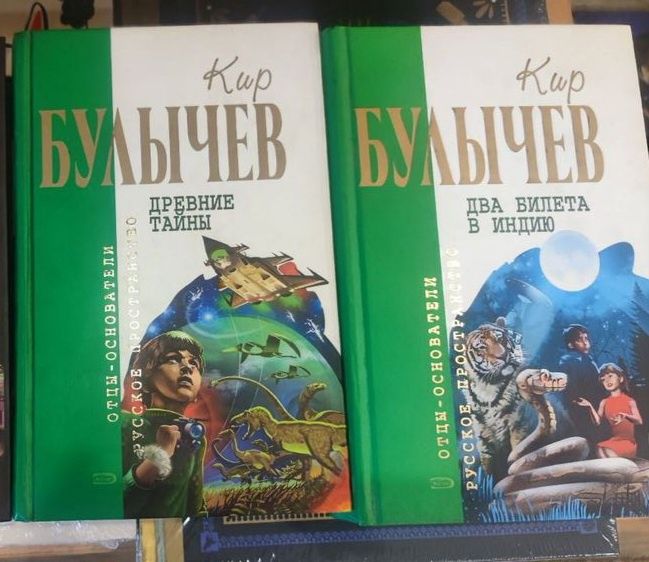 Кир
БУЛЫЧЕВ
ДРЕВНИЕ
ТАЙНЫ
ОТЦЫ-ОСНОВАТЕЛИ
РУССКОЕ ПРОСТРАНСТВО
Кир
БУЛЫЧЕВ
ДВА БИЛЕТА
В ИНДИЮ
ОТЦЫ-ОСНОВАТЕЛИ
РУССКОЕ ПРОСТРАНСТВО